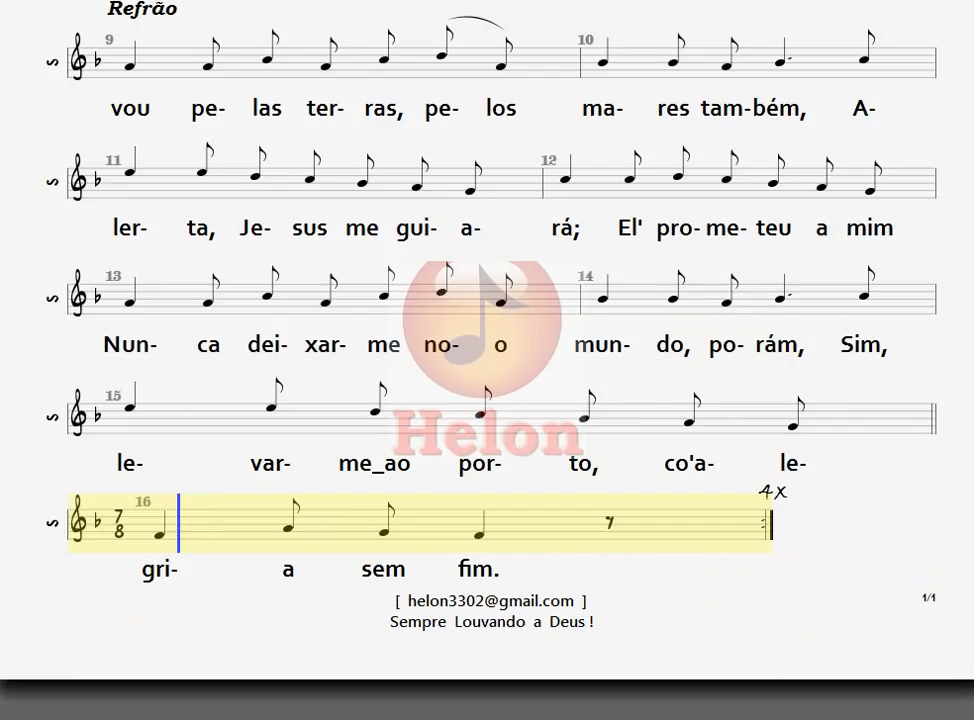 Refrão
9 10
S
vou pe- las ter- ras, pe- los ma- res tam-bém, A-
11 12
S
ler- ta, Je- sus me gui- a- rá; El' pro- me- teu a mim
13 14
S
Nun- ca dei- xar- me no- o mun- do, po- rám, Sim,
15
S
Helon
le- var- me_ao por- to, co'a- le-
4x
16
S 7 8
gri- a sem fim.
[ helon3302@gmail.com ] 1/1
Sempre Louvando a Deus !